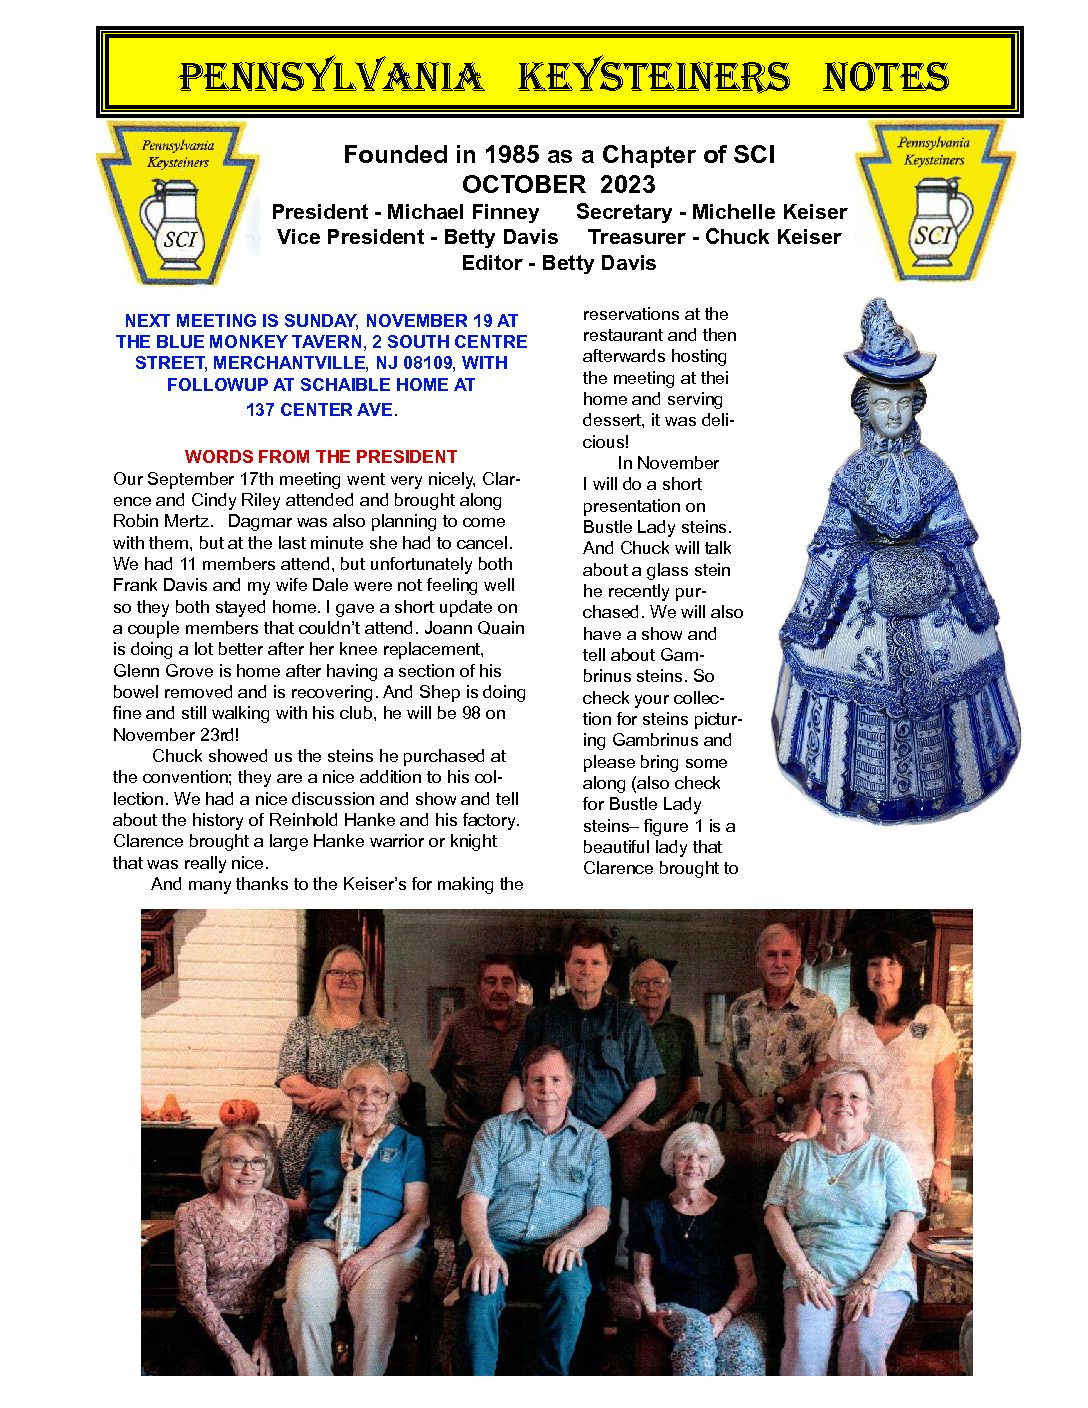 PENNSYLVANIA KEYSTEINERS NOTES
Pennsylvania
Keysteiners
SCI
Pennsylvania
Keysteiners
SCI
Founded in 1985 as a Chapter of SCI
OCTOBER 2023
President - Michael Finney Secretary - Michelle Keiser
Vice President - Betty Davis Treasurer - Chuck Keiser
Editor - Betty Davis
NEXT MEETING IS SUNDAY, NOVEMBER 19 AT
THE BLUE MONKEY TAVERN, 2 SOUTH CENTRE
STREET, MERCHANTVILLE, NJ 08109, WITH
FOLLOWUP AT SCHAIBLE HOME AT
137 CENTER AVE.
WORDS FROM THE PRESIDENT
Our September 17th meeting went very nicely, Clar-
ence and Cindy Riley attended and brought along
Robin Mertz. Dagmar was also planning to come
with them, but at the last minute she had to cancel.
We had 11 members attend, but unfortunately both
Frank Davis and my wife Dale were not feeling well
so they both stayed home. I gave a short update on
a couple members that couldn't attend. Joann Quain
is doing a lot better after her knee replacement,
Glenn Grove is home after having a section of his
bowel removed and is recovering. And Shep is doing
fine and still walking with his club, he will be 98 on
November 23rd!
Chuck showed us the steins he purchased at
the convention; they are a nice addition to his col-
lection. We had a nice discussion and show and tell
about the history of Reinhold Hanke and his factory.
Clarence brought a large Hanke warrior or knight
that was really nice.
And many thanks to the Keiser's for making the
reservations at the
restaurant and then
afterwards hosting
the meeting at thei
home and serving
dessert, it was deli-
cious!
In November
I will do a short
presentation on
Bustle Lady steins.
And Chuck will talk
about a glass stein
he recently pur-
chased. We will also
have a show and
tell about Gam-
brinus steins. So
check your collec-
tion for steins pictur-
ing Gambrinus and
please bring some
along (also check
for Bustle Lady
steins– figure 1 is a
beautiful lady that
Clarence brought to